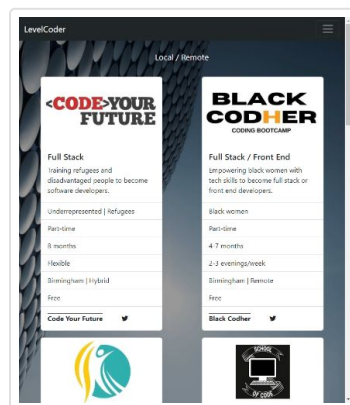 LevelCoder
Local / Remote
<CODE>YOUR
FUTURE
Full Stack
Training refugees and
disadvantaged people to become
software developers.
Underrepresented | Refugees
Part-time
8 months
Flexible
Birmingham | Hybrid
Free
Code Your Future
BLACK
CODHER
CODING BOOTCAMP
Full Stack / Front End
Empowering black women with
tech skills to become full stack or
front end developers.
Black women
Part-time
4-7 months
2-3 evenings/week
Birmingham | Remote
Free
Black Codher
SCHOOL
OF CODE